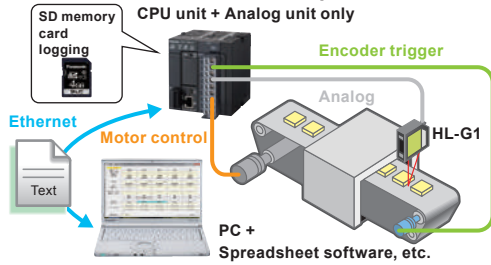 SD memory
card
logging
CPU unit + Analog unit only
Encoder trigger
Analog
HL-G1
Ethernet
Motor control
Text
PC +
Spreadsheet software, etc.